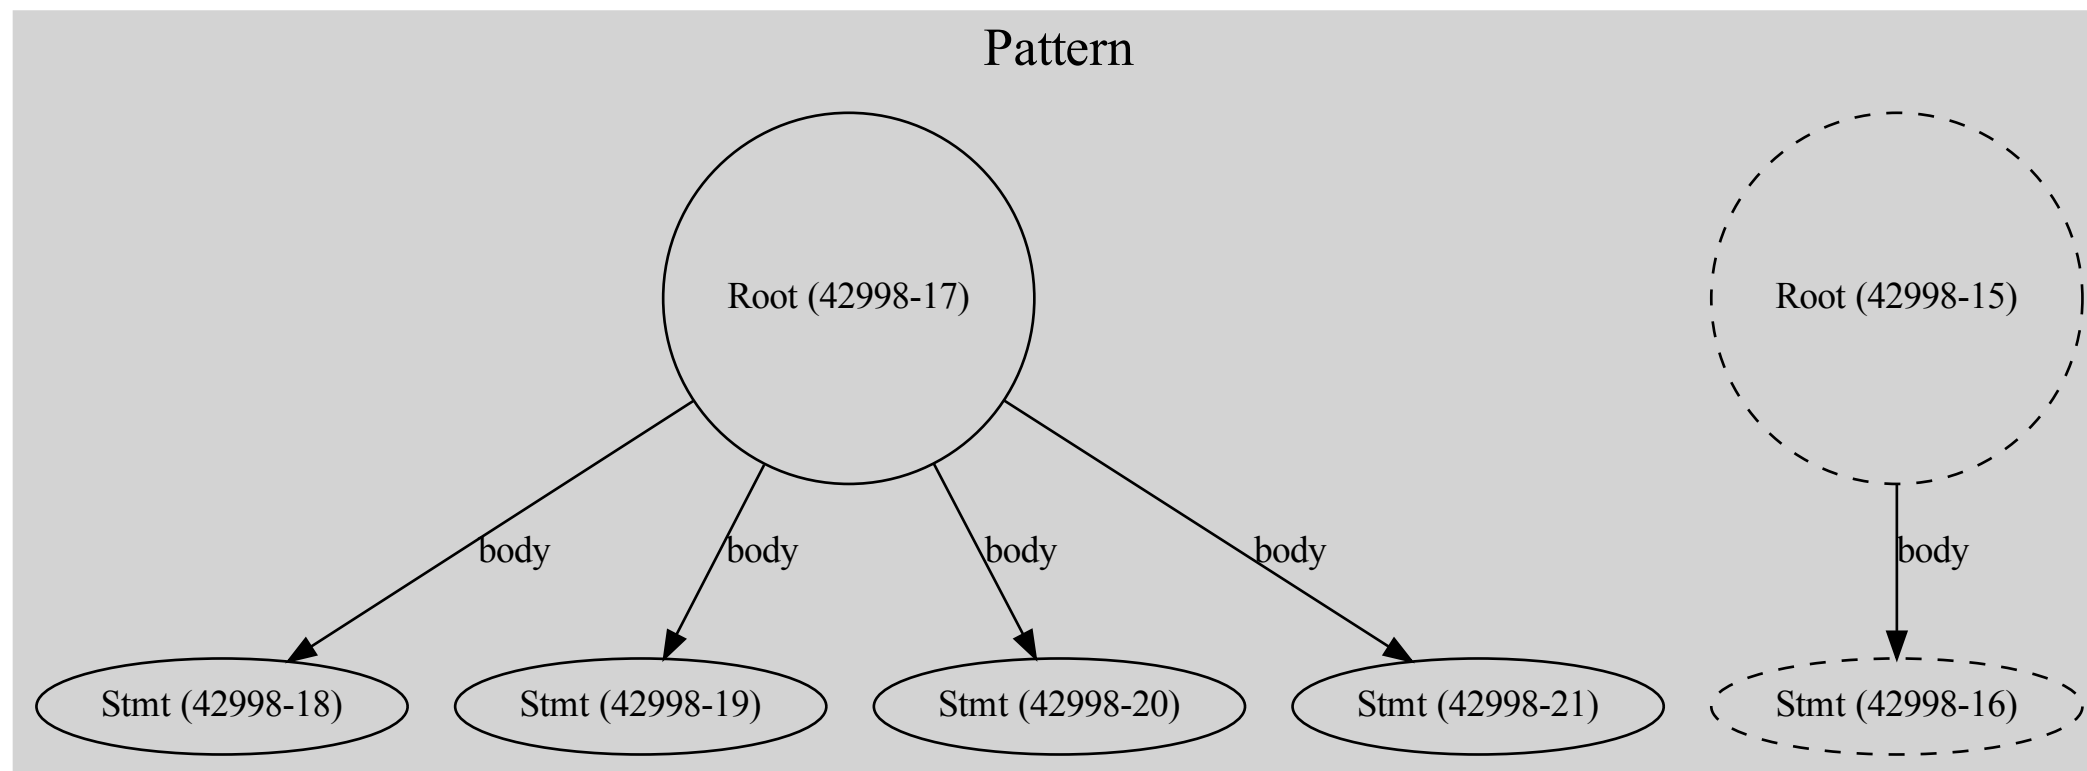 Pattern
Root (42998-17)
Root (42998-15)
body
body
body
body
body
Stmt (42998-18)
Stmt (42998-19)
Stmt (42998-20)
Stmt (42998-21)
Stmt (42998-16)